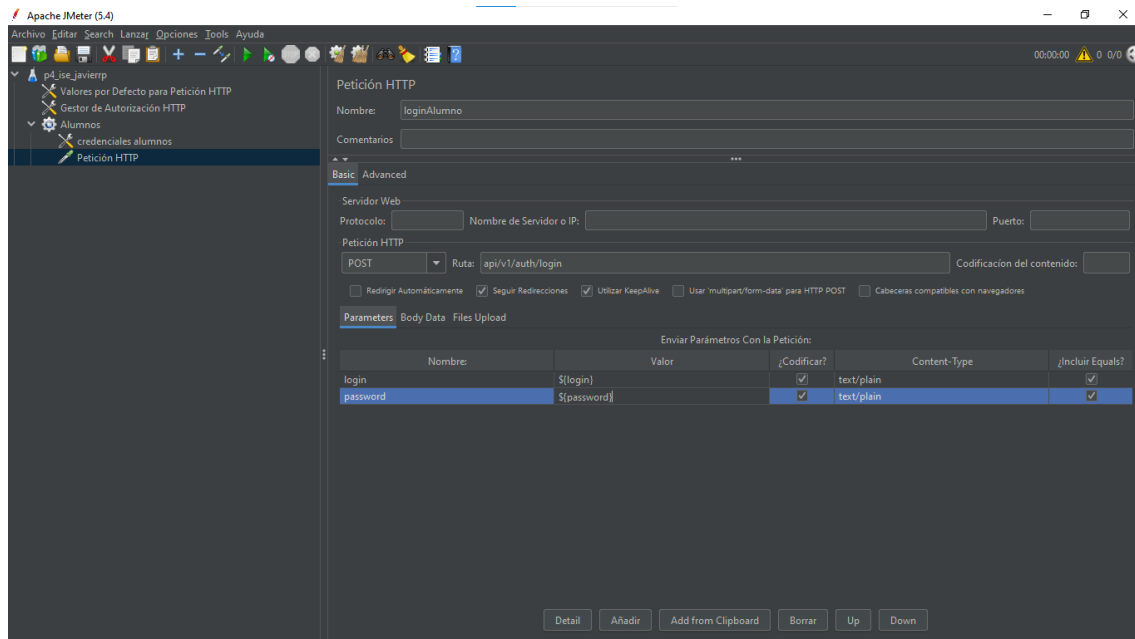 Apache JMeter (5.4)
Archivo Editar Search Lanzar Opciones Tools Ayuda
00:00:00 0 0/0
p4_ise_javierrp
Valores por Defecto para Petición HTTP
Gestor de Autorización HTTP
Alumnos
credenciales alumnos
Petición HTTP
Petición HTTP
Nombre: loginAlumno
Comentarios
Basic Advanced
Servidor Web
Protocolo: Nombre de Servidor o IP: Puerto:
Petición HTTP
POST Ruta: api/v1/auth/login Codificacíon del contenido:
Redirigir Automáticamente Seguir Redirecciones Utilizar KeepAlive Usar 'multipart/form-data' para HTTP POST Cabeceras compatibles con navegadores
Parameters Body Data Files Upload
Enviar Parámetros Con la Petición:
Nombre: Valor ¿Codificar? Content-Type ¿Incluir Equals?
login ${login} text/plain
password ${password} text/plain
Detail Añadir Add from Clipboard Borrar Up Down